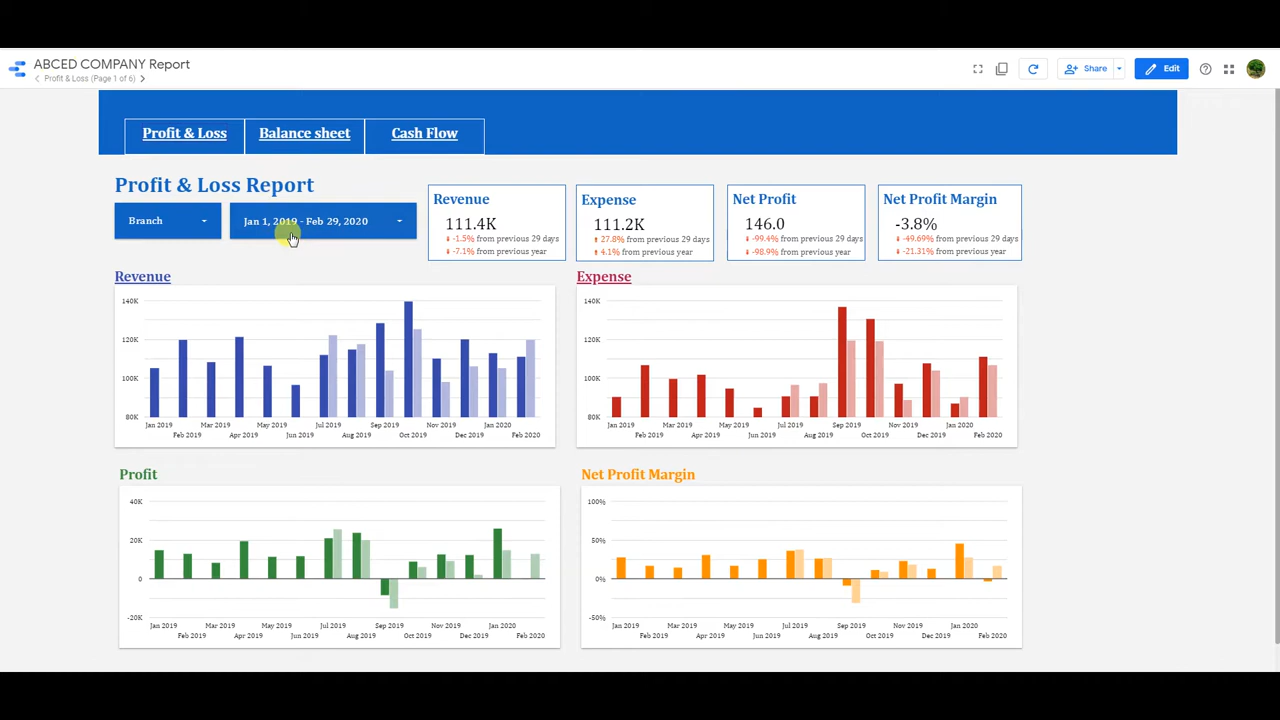 ABCED COMPANY Report
Profit & Loss (Page 1 of 6)
Share
Edit
Profit & Loss
Balance sheet
Cash Flow
Profit & Loss Report
Branch
Jan 1, 2019 - Feb 29, 2020
Revenue
111.4K
-1.5% from previous 29 days
-7.1% from previous year
Expense
111.2K
27.8% from previous 29 days
4.1% from previous year
Net Profit
146.0
-99.4% from previous 29 days
-98.9% from previous year
Net Profit Margin
-3.8%
-49.69% from previous 29 days
-21.31% from previous year
Revenue
140K
120K
100K
80K
Jan 2019
Feb 2019
Mar 2019
Apr 2019
May 2019
Jun 2019
Jul 2019
Aug 2019
Sep 2019
Oct 2019
Nov 2019
Dec 2019
Jan 2020
Feb 2020
Expense
140K
120K
100K
80K
Jan 2019
Feb 2019
Mar 2019
Apr 2019
May 2019
Jun 2019
Jul 2019
Aug 2019
Sep 2019
Oct 2019
Nov 2019
Dec 2019
Jan 2020
Feb 2020
Profit
40K
20K
0
-20K
Jan 2019
Feb 2019
Mar 2019
Apr 2019
May 2019
Jun 2019
Jul 2019
Aug 2019
Sep 2019
Oct 2019
Nov 2019
Dec 2019
Jan 2020
Feb 2020
Net Profit Margin
100%
50%
0%
-50%
Jan 2019
Feb 2019
Mar 2019
Apr 2019
May 2019
Jun 2019
Jul 2019
Aug 2019
Sep 2019
Oct 2019
Nov 2019
Dec 2019
Jan 2020
Feb 2020